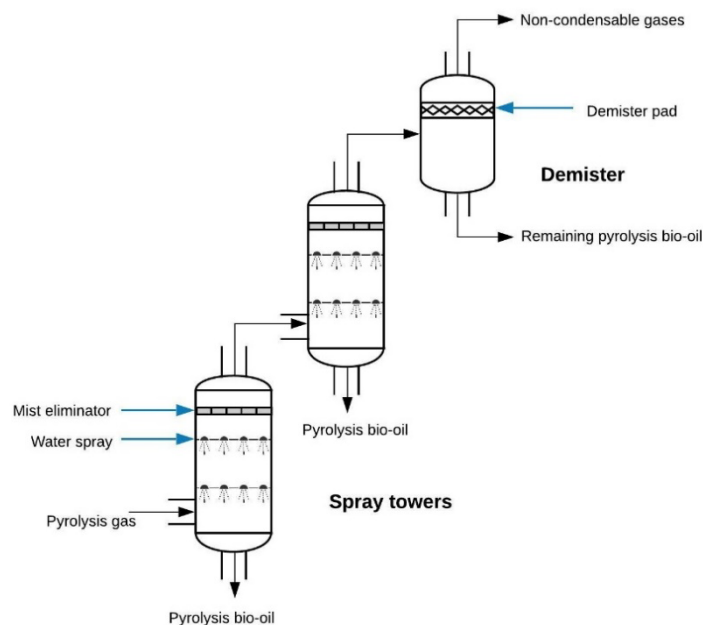 Non-condensable gases
Demister pad
Demister
Remaining pyrolysis bio-oil
Mist eliminator
Water spray
Pyrolysis bio-oil
Spray towers
Pyrolysis gas
Pyrolysis bio-oil